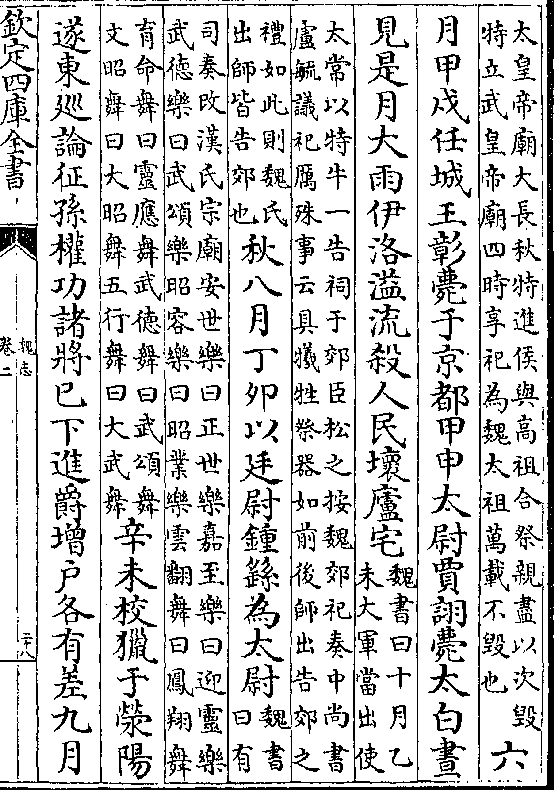 太皇帝廟大長秋特進侯與高祖合祭親盡以次毀
特立武皇帝廟四時享祀為魏太祖萬載不毀也
六
月甲戌任城王彰薨于京都甲申太尉賈詡薨太白晝
見是月大雨伊洛溢流殺人民壞廬宅
魏書曰十月乙
未大軍當出使
太常以特牛一告祠于郊臣松之按魏郊祀奏中尚書
盧毓議祀厲殊事云具犧牲祭器如前後師出告郊之
禮如此則魏氏
出師皆告郊也
秋八月丁卯以廷尉鍾繇為太尉
魏書
曰有
司奏改漢氏宗廟安世樂曰正世樂嘉至樂曰迎靈樂
武德樂曰武頌樂昭容樂曰昭業樂雲翻舞曰鳳翔舞
育命舞曰靈應舞武德舞曰武頌舞
文昭舞曰大昭舞五行舞曰大武舞
辛未校獵于滎陽
遂東廵論征孫權功諸將已下進爵增户各有差九月
欽定四庫全書
魏志
卷二